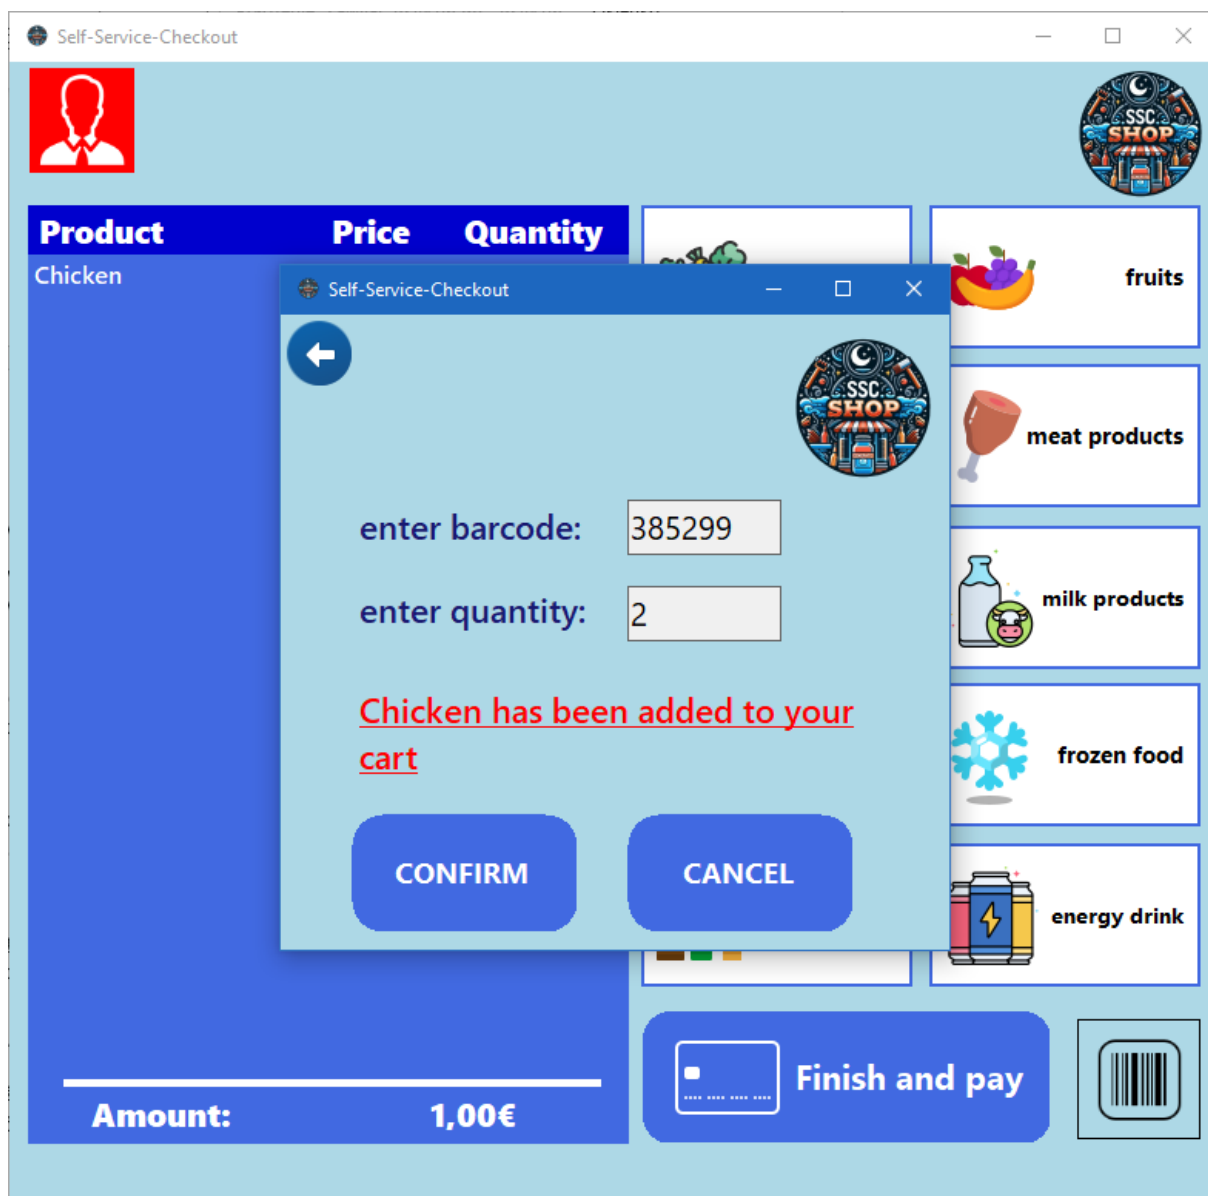 Self-Service-Checkout
SSC
SHOP
Product Price Quantity
Chicken
fruits
meat products
milk products
frozen food
energy drink
Self-Service-Checkout
SSC
SHOP
enter barcode: 385299
enter quantity: 2
Chicken has been added to your
cart
CONFIRM CANCEL
Amount: 1,00€
Finish and pay